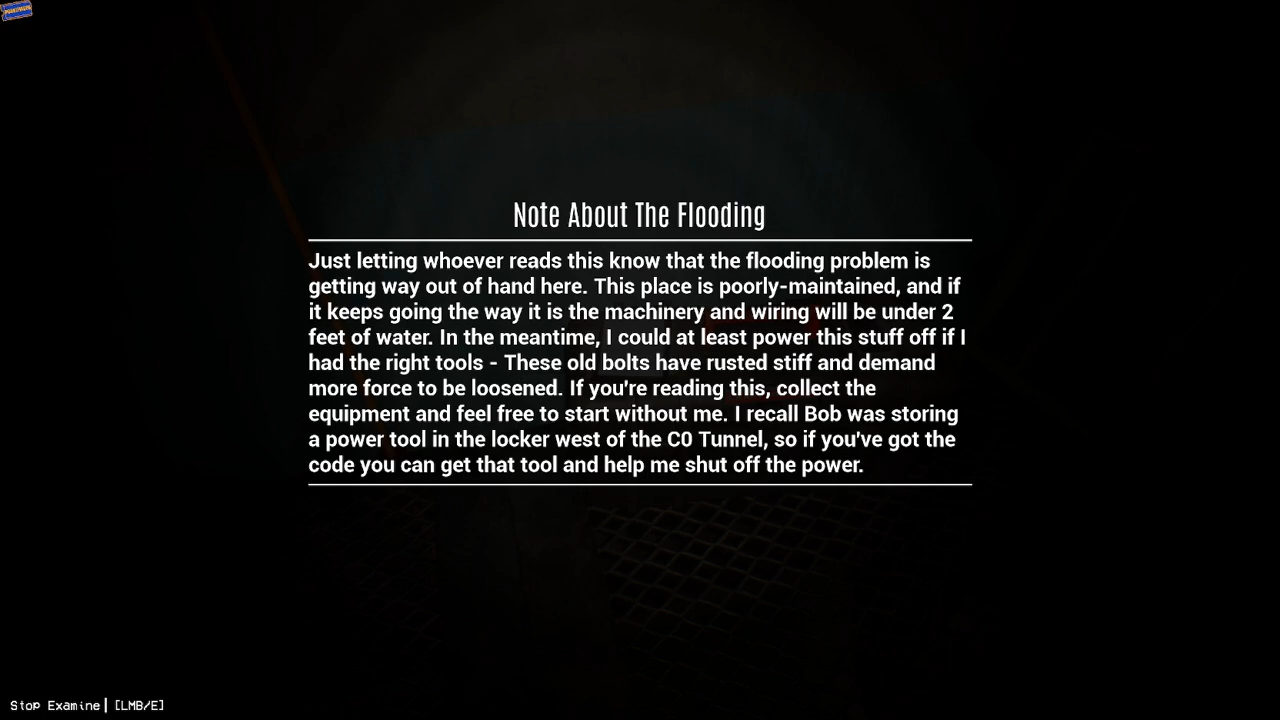 Note About The Flooding
Just letting whoever reads this know that the flooding problem is
getting way out of hand here. This place is poorly-maintained, and if
it keeps going the way it is the machinery and wiring will be under 2
feet of water. In the meantime, I could at least power this stuff off if I
had the right tools - These old bolts have rusted stiff and demand
more force to be loosened. If you're reading this, collect the
equipment and feel free to start without me. I recall Bob was storing
a power tool in the locker west of the C0 Tunnel, so if you've got the
code you can get that tool and help me shut off the power.
Stop Examine [LMB/E]